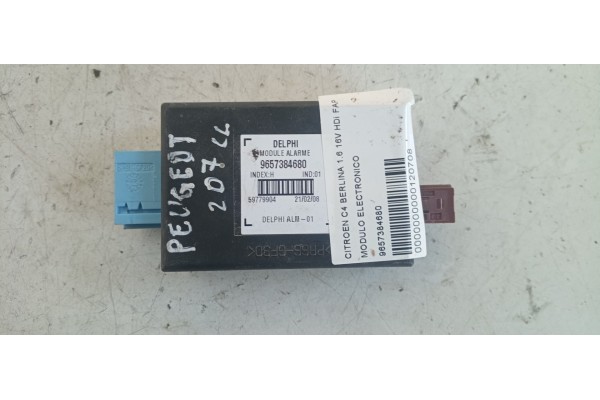 PEUGEOT
207 CC
DELPHI
MODULE ALARME
9657384680
INDEX:H IND:01
59779904 21/02/06
DELPHI ALM-01
CITROEN C4 BERLINA 1.6 16V HDI FAP
MODULO ELECTRONICO
9657384680